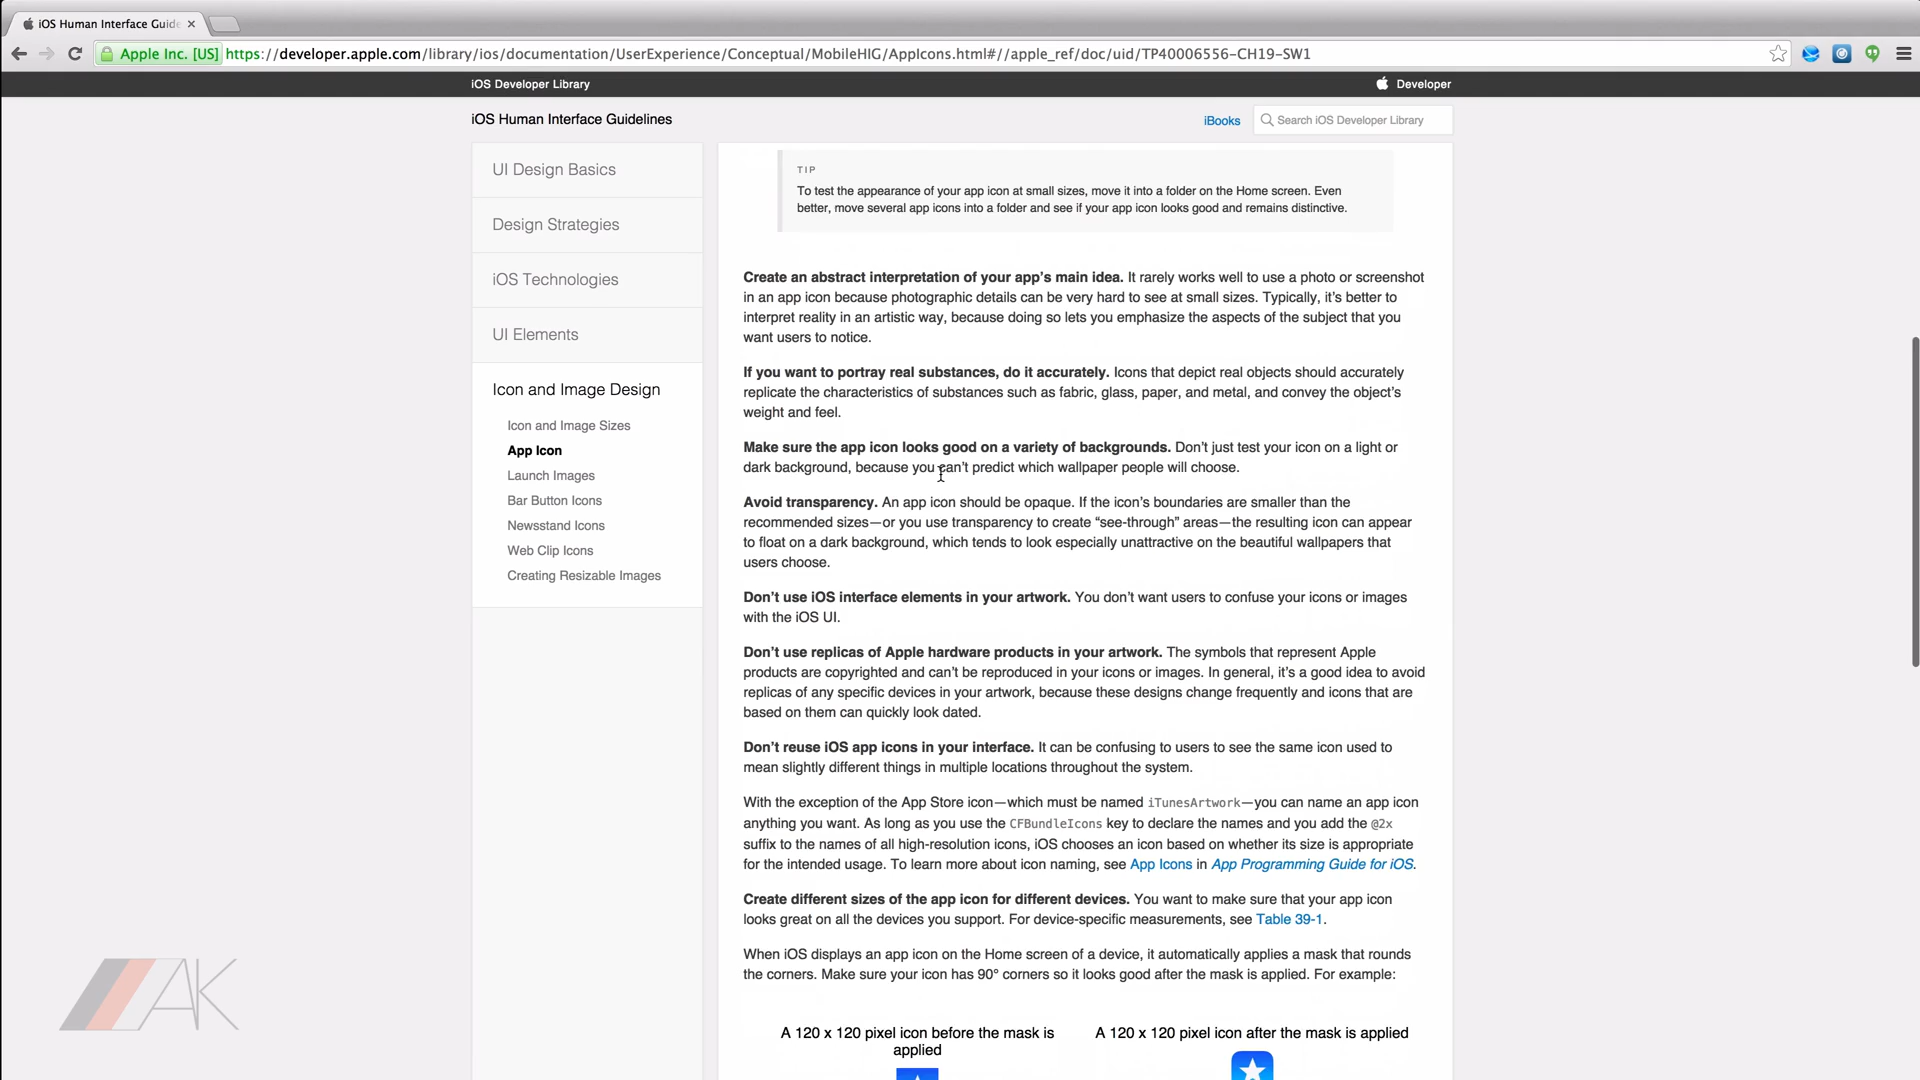 iOS Human Interface Guide
Apple Inc. [US] https://developer.apple.com/library/ios/documentation/UserExperience/Conceptual/MobileHIG/AppIcons.html#//apple_ref/doc/uid/TP40006556-CH19-SW1
iOS Developer Library
Developer
iOS Human Interface Guidelines
iBooks
Search iOS Developer Library
UI Design Basics
Design Strategies
iOS Technologies
UI Elements
Icon and Image Design
Icon and Image Sizes
App Icon
Launch Images
Bar Button Icons
Newsstand Icons
Web Clip Icons
Creating Resizable Images
TIP
To test the appearance of your app icon at small sizes, move it into a folder on the Home screen. Even
better, move several app icons into a folder and see if your app icon looks good and remains distinctive.
Create an abstract interpretation of your app’s main idea. It rarely works well to use a photo or screenshot
in an app icon because photographic details can be very hard to see at small sizes. Typically, it’s better to
interpret reality in an artistic way, because doing so lets you emphasize the aspects of the subject that you
want users to notice.
If you want to portray real substances, do it accurately. Icons that depict real objects should accurately
replicate the characteristics of substances such as fabric, glass, paper, and metal, and convey the object’s
weight and feel.
Make sure the app icon looks good on a variety of backgrounds. Don’t just test your icon on a light or
dark background, because you can’t predict which wallpaper people will choose.
Avoid transparency. An app icon should be opaque. If the icon’s boundaries are smaller than the
recommended sizes—or you use transparency to create “see-through” areas—the resulting icon can appear
to float on a dark background, which tends to look especially unattractive on the beautiful wallpapers that
users choose.
Don’t use iOS interface elements in your artwork. You don’t want users to confuse your icons or images
with the iOS UI.
Don’t use replicas of Apple hardware products in your artwork. The symbols that represent Apple
products are copyrighted and can’t be reproduced in your icons or images. In general, it’s a good idea to avoid
replicas of any specific devices in your artwork, because these designs change frequently and icons that are
based on them can quickly look dated.
Don’t reuse iOS app icons in your interface. It can be confusing to users to see the same icon used to
mean slightly different things in multiple locations throughout the system.
With the exception of the App Store icon—which must be named iTunesArtwork—you can name an app icon
anything you want. As long as you use the CFBundleIcons key to declare the names and you add the @2x
suffix to the names of all high-resolution icons, iOS chooses an icon based on whether its size is appropriate
for the intended usage. To learn more about icon naming, see App Icons in App Programming Guide for iOS.
Create different sizes of the app icon for different devices. You want to make sure that your app icon
looks great on all the devices you support. For device-specific measurements, see Table 39-1.
When iOS displays an app icon on the Home screen of a device, it automatically applies a mask that rounds
the corners. Make sure your icon has 90° corners so it looks good after the mask is applied. For example:
A 120 x 120 pixel icon before the mask is
applied
A 120 x 120 pixel icon after the mask is applied
AK